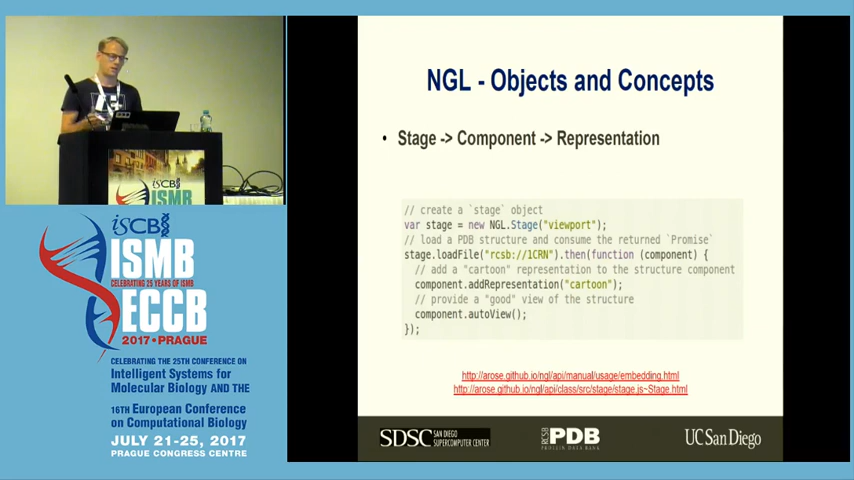 NGL - Objects and Concepts
• Stage -> Component -> Representation
// create a `stage` object
var stage = new NGL.Stage("viewport");
// load a PDB structure and consume the returned `Promise`
stage.loadFile("rcsb://1CRN").then(function (component) {
// add a "cartoon" representation to the structure component
component.addRepresentation("cartoon");
// provide a "good" view of the structure
component.autoView();
});
http://arose.github.io/ngl/api/manual/usage/embedding.html
http://arose.github.io/ngl/api/class/src/stage/stage.js~Stage.html
SDSC SAN DIEGO
SUPERCOMPUTER CENTER
RCSB PDB
PROTEIN DATA BANK
UC San Diego
iSCB
ISMB
iSCB
ISMB
CELEBRATING 25 YEARS OF ISMB
ECCB
2017 • PRAGUE
CELEBRATING THE 25TH CONFERENCE ON
Intelligent Systems for
Molecular Biology AND THE
16TH European Conference
on Computational Biology
JULY 21-25, 2017
PRAGUE CONGRESS CENTRE